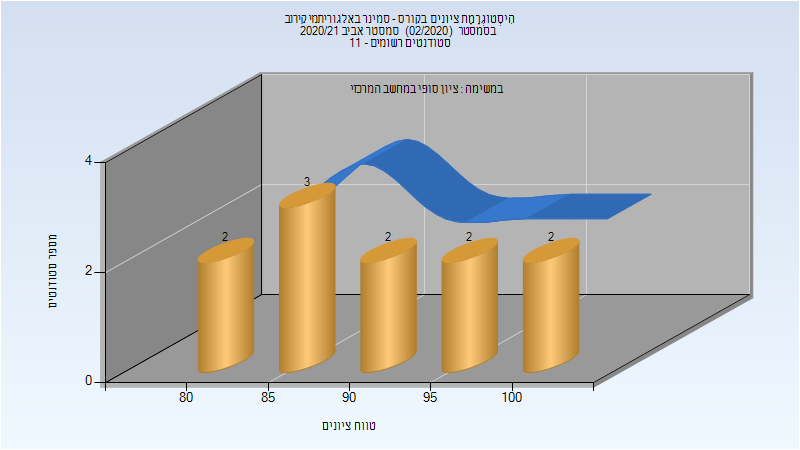 היסטוגרמת ציונים בקורס - סמינר באלגוריתמי קירוב
בסמסטר (02/2020) סמסטר אביב 2020/21
סטודנטים רשומים - 11
במשימה : ציון סופי במחשב המרכזי
4
2
0
מספר סטודנטים
2
3
2
2
2
80
85
90
95
100
טווח ציונים